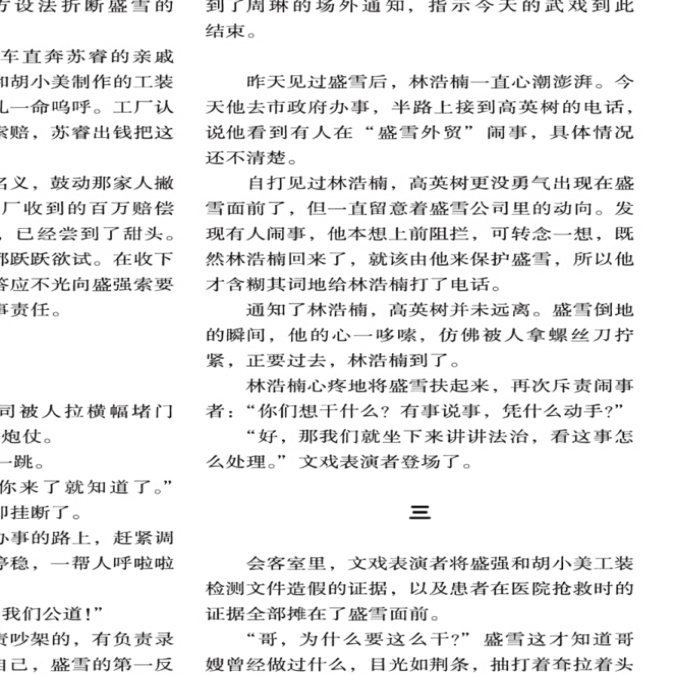 方设法折断盛雪的
车直奔苏睿的亲戚
和胡小美制作的工装
儿一命呜呼。工厂认
索赔，苏睿出钱把这
名义，鼓动那家人撇
厂收到的百万赔偿
，已经尝到了甜头。
都跃跃欲试。在收下
答应不光向盛强索要
事责任。
司被人拉横幅堵门
炮仗。
一跳。
你来了就知道了。”
即挂断了。
办事的路上，赶紧调
停稳，一帮人呼啦啦
我们公道！”
责吵架的，有负责录
自己，盛雪的第一反
到了周琳的场外通知，指示今天的武戏到此
结束。
昨天见过盛雪后，林浩楠一直心潮澎湃。今
天他去市政府办事，半路上接到高英树的电话，
说他看到有人在“盛雪外贸”闹事，具体情况
还不清楚。
自打见过林浩楠，高英树更没勇气出现在盛
雪面前了，但一直留意着盛雪公司里的动向。发
现有人闹事，他本想上前阻拦，可转念一想，既
然林浩楠回来了，就该由他来保护盛雪，所以他
才含糊其词地给林浩楠打了电话。
通知了林浩楠，高英树并未远离。盛雪倒地
的瞬间，他的心一哆嗦，仿佛被人拿螺丝刀拧
紧，正要过去，林浩楠到了。
林浩楠心疼地将盛雪扶起来，再次斥责闹事
者：“你们想干什么？有事说事，凭什么动手？”
“好，那我们就坐下来讲讲法治，看这事怎
么处理。”文戏表演者登场了。
三
会客室里，文戏表演者将盛强和胡小美工装
检测文件造假的证据，以及患者在医院抢救时的
证据全部摊在了盛雪面前。
“哥，为什么要这么干？”盛雪这才知道哥
嫂曾经做过什么，目光如荆条，抽打着耷拉着头